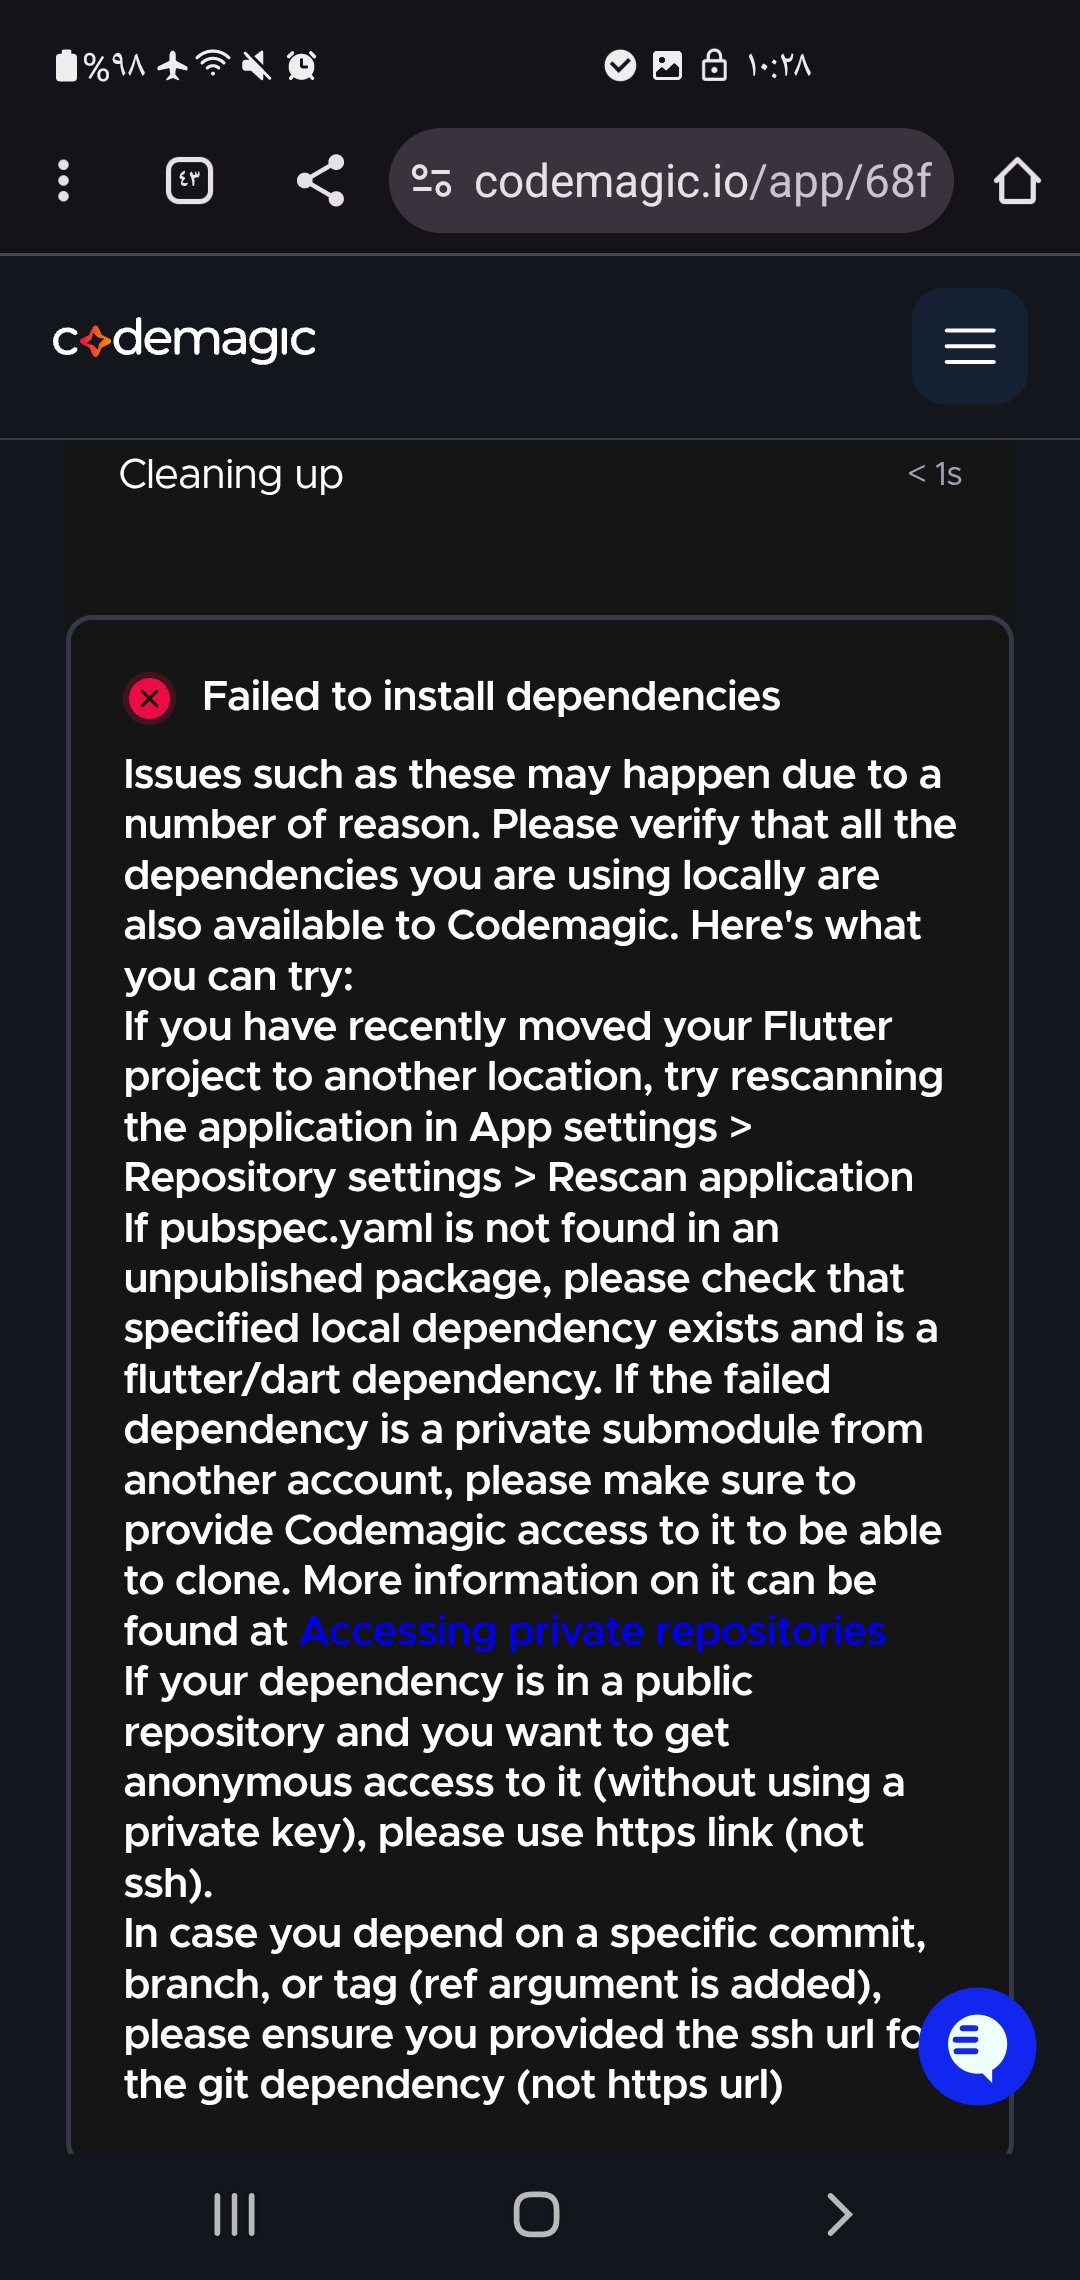 %٩٨
١٠:٢٨
٤٣
codemagic.io/app/68f
codemagic
Cleaning up
< 1s
Failed to install dependencies
Issues such as these may happen due to a
number of reason. Please verify that all the
dependencies you are using locally are
also available to Codemagic. Here's what
you can try:
If you have recently moved your Flutter
project to another location, try rescanning
the application in App settings >
Repository settings > Rescan application
If pubspec.yaml is not found in an
unpublished package, please check that
specified local dependency exists and is a
flutter/dart dependency. If the failed
dependency is a private submodule from
another account, please make sure to
provide Codemagic access to it to be able
to clone. More information on it can be
found at Accessing private repositories
If your dependency is in a public
repository and you want to get
anonymous access to it (without using a
private key), please use https link (not
ssh).
In case you depend on a specific commit,
branch, or tag (ref argument is added),
please ensure you provided the ssh url fo
the git dependency (not https url)